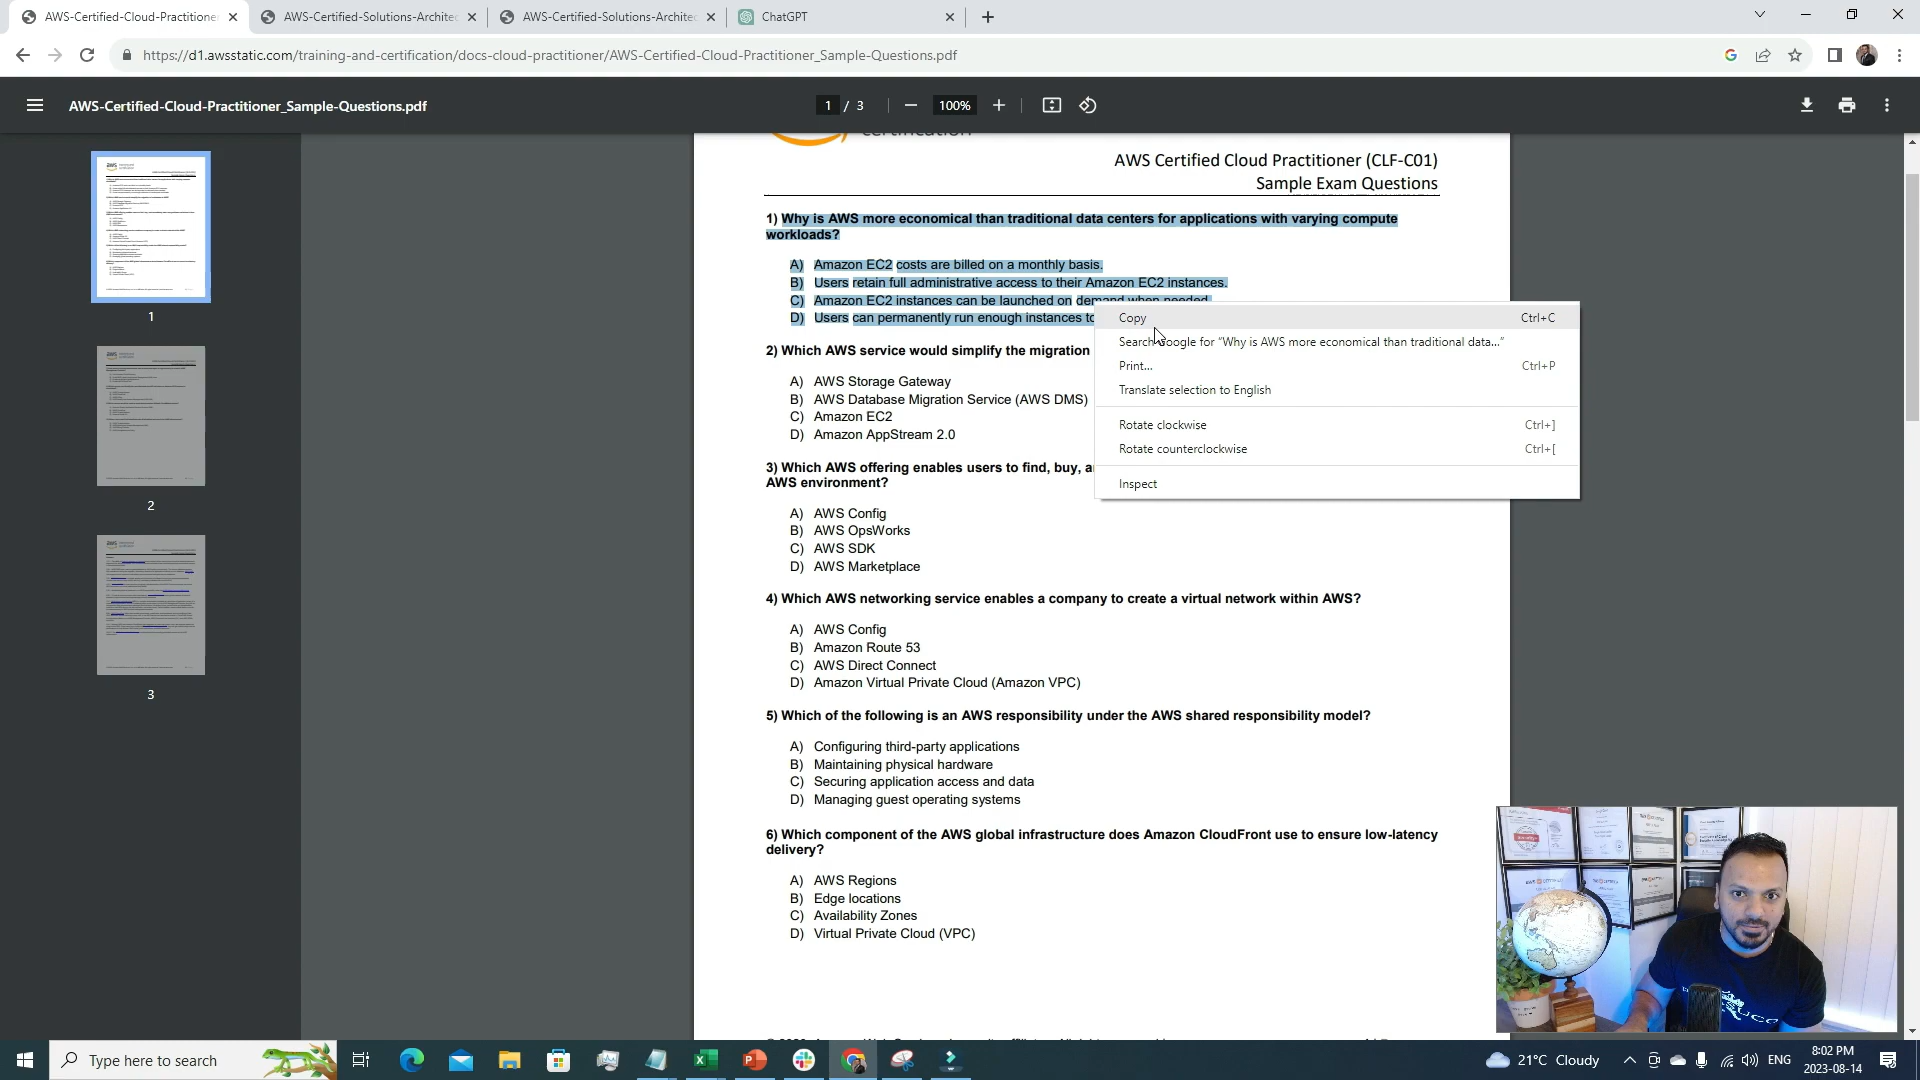 AWS-Certified-Cloud-Practitioner
AWS-Certified-Solutions-Architec
AWS-Certified-Solutions-Architec
ChatGPT
https://d1.awsstatic.com/training-and-certification/docs-cloud-practitioner/AWS-Certified-Cloud-Practitioner_Sample-Questions.pdf
AWS-Certified-Cloud-Practitioner_Sample-Questions.pdf
1 / 3
100%
AWS Certified Cloud Practitioner (CLF-C01)
Sample Exam Questions
1) Why is AWS more economical than traditional data centers for applications with varying compute
workloads?
A) Amazon EC2 costs are billed on a monthly basis.
B) Users retain full administrative access to their Amazon EC2 instances.
C) Amazon EC2 instances can be launched on demand when needed.
D) Users can permanently run enough instances to
Copy Ctrl+C
Search Google for “Why is AWS more economical than traditional data...”
Print... Ctrl+P
Translate selection to English
Rotate clockwise Ctrl+]
Rotate counterclockwise Ctrl+[
Inspect
2) Which AWS service would simplify the migration
A) AWS Storage Gateway
B) AWS Database Migration Service (AWS DMS)
C) Amazon EC2
D) Amazon AppStream 2.0
3) Which AWS offering enables users to find, buy,
AWS environment?
A) AWS Config
B) AWS OpsWorks
C) AWS SDK
D) AWS Marketplace
4) Which AWS networking service enables a company to create a virtual network within AWS?
A) AWS Config
B) Amazon Route 53
C) AWS Direct Connect
D) Amazon Virtual Private Cloud (Amazon VPC)
5) Which of the following is an AWS responsibility under the AWS shared responsibility model?
A) Configuring third-party applications
B) Maintaining physical hardware
C) Securing application access and data
D) Managing guest operating systems
6) Which component of the AWS global infrastructure does Amazon CloudFront use to ensure low-latency
delivery?
A) AWS Regions
B) Edge locations
C) Availability Zones
D) Virtual Private Cloud (VPC)
1
2
3
Type here to search
21°C Cloudy
ENG
8:02 PM
2023-08-14